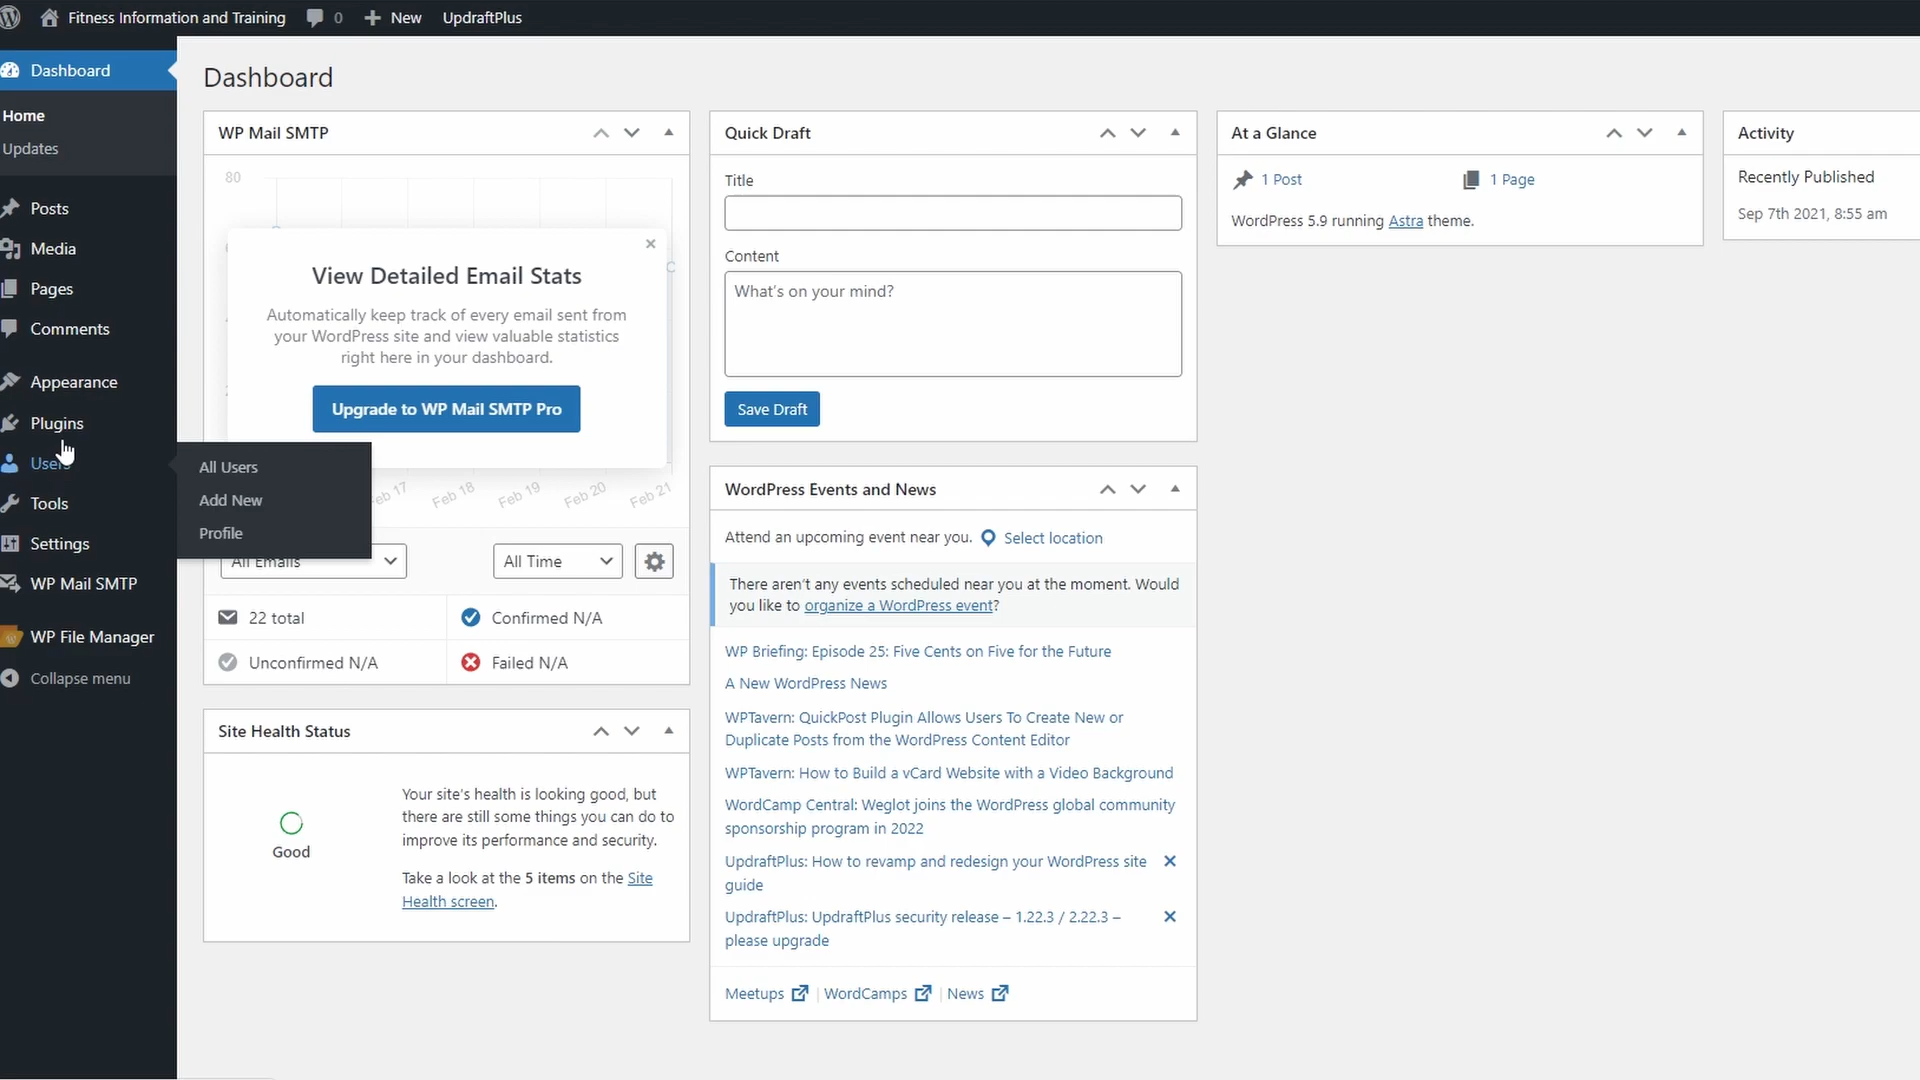 Fitness Information and Training 0 New UpdraftPlus
Dashboard
Home
Updates
Posts
Media
Pages
Comments
Appearance
Plugins
Users
Tools
Settings
WP Mail SMTP
WP File Manager
Collapse menu
All Users
Add New
Profile
Dashboard
WP Mail SMTP
80
View Detailed Email Stats
Automatically keep track of every email sent from
your WordPress site and view valuable statistics
right here in your dashboard.
Upgrade to WP Mail SMTP Pro
Feb 17 Feb 18 Feb 19 Feb 20 Feb 21
All Emails All Time
22 total Confirmed N/A
Unconfirmed N/A Failed N/A
Site Health Status
Good
Your site's health is looking good, but
there are still some things you can do to
improve its performance and security.
Take a look at the 5 items on the Site
Health screen.
Quick Draft
Title
Content
What's on your mind?
Save Draft
WordPress Events and News
Attend an upcoming event near you. Select location
There aren't any events scheduled near you at the moment. Would
you like to organize a WordPress event?
WP Briefing: Episode 25: Five Cents on Five for the Future
A New WordPress News
WPTavern: QuickPost Plugin Allows Users To Create New or
Duplicate Posts from the WordPress Content Editor
WPTavern: How to Build a vCard Website with a Video Background
WordCamp Central: Weglot joins the WordPress global community
sponsorship program in 2022
UpdraftPlus: How to revamp and redesign your WordPress site
guide
UpdraftPlus: UpdraftPlus security release – 1.22.3 / 2.22.3 –
please upgrade
Meetups | WordCamps | News
At a Glance
1 Post 1 Page
WordPress 5.9 running Astra theme.
Activity
Recently Published
Sep 7th 2021, 8:55 am